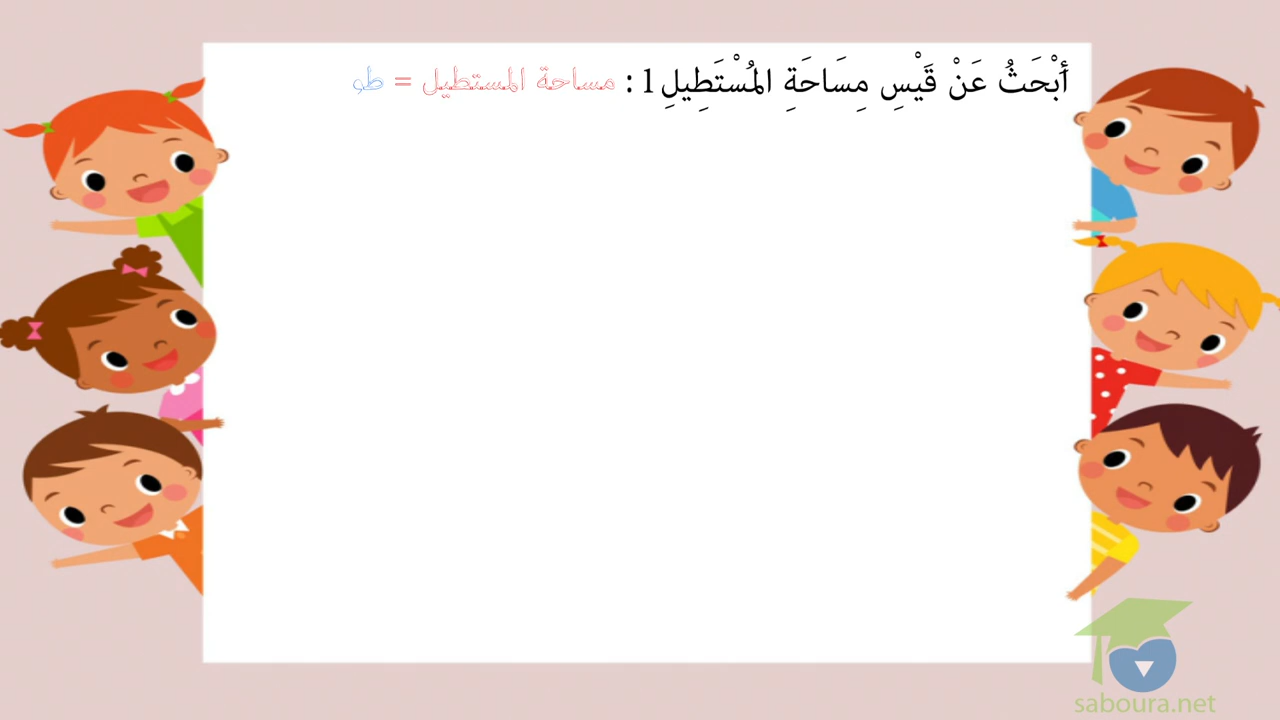 أَبْحَثُ عَنْ قَيْسِ مِسَاحَةِ المُسْتَطِيلِ 1 : مساحة المستطيل = طو
saboura.net